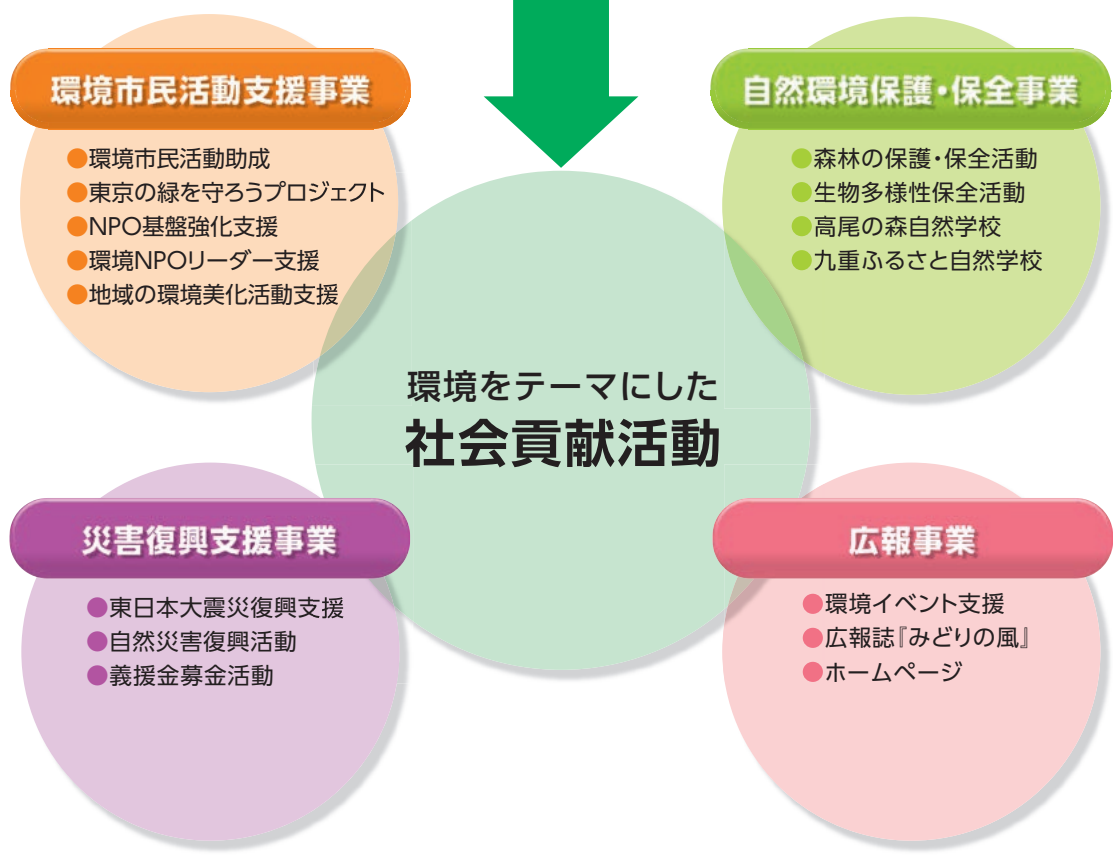 環境市民活動支援事業
●環境市民活動助成
●東京の緑を守ろうプロジェクト
●NPO基盤強化支援
●環境NPOリーダー支援
●地域の環境美化活動支援
自然環境保護・保全事業
●森林の保護・保全活動
●生物多様性保全活動
●高尾の森自然学校
●九重ふるさと自然学校
環境をテーマにした
社会貢献活動
災害復興支援事業
●東日本大震災復興支援
●自然災害復興活動
●義援金募金活動
広報事業
●環境イベント支援
●広報誌『みどりの風』
●ホームページ